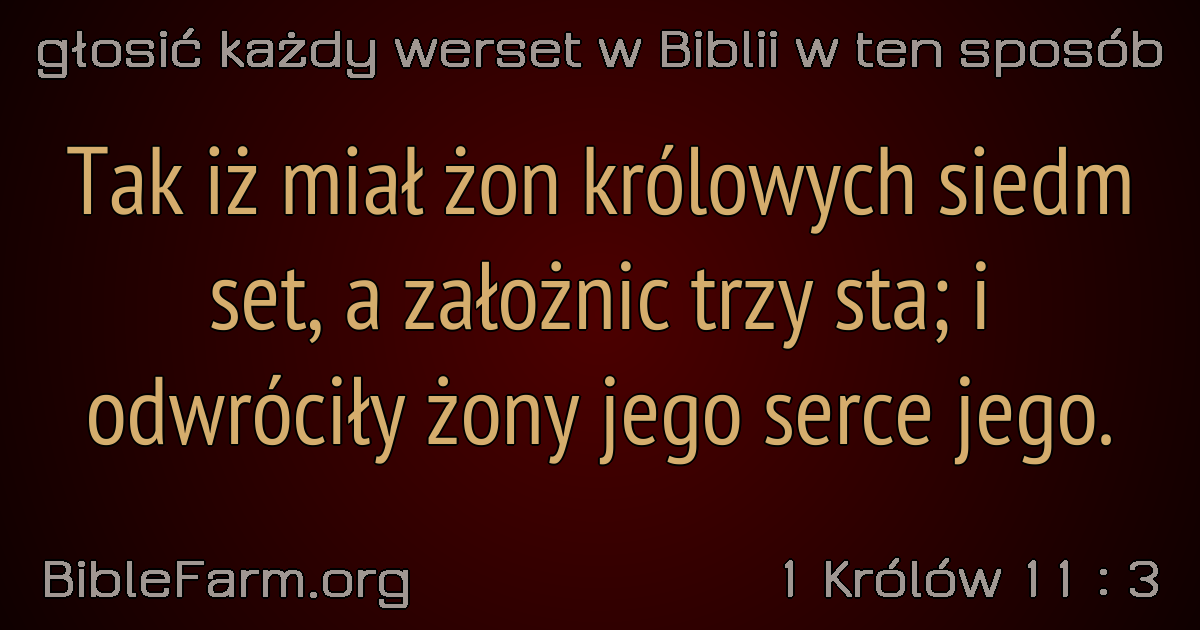 głosić każdy werset w Biblii w ten sposób
Tak iż miał żon królowych siedm
set, a założnic trzy sta; i
odwróciły żony jego serce jego.
BibleFarm.org
1 Królów 11 : 3